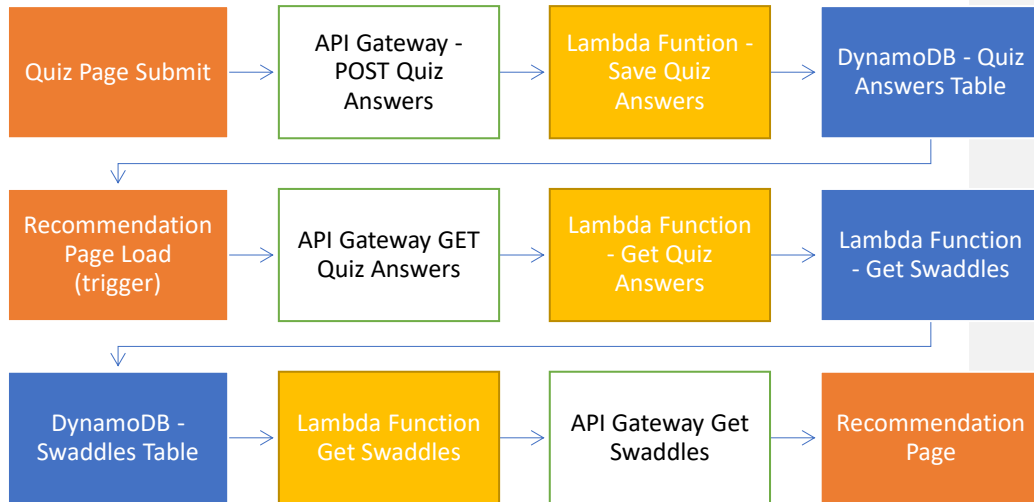 Quiz Page Submit
API Gateway -
POST Quiz
Answers
Lambda Funtion -
Save Quiz
Answers
DynamoDB - Quiz
Answers Table
Recommendation
Page Load
(trigger)
API Gateway GET
Quiz Answers
Lambda Function
- Get Quiz
Answers
Lambda Function
- Get Swaddles
DynamoDB -
Swaddles Table
Lambda Function
Get Swaddles
API Gateway Get
Swaddles
Recommendation
Page